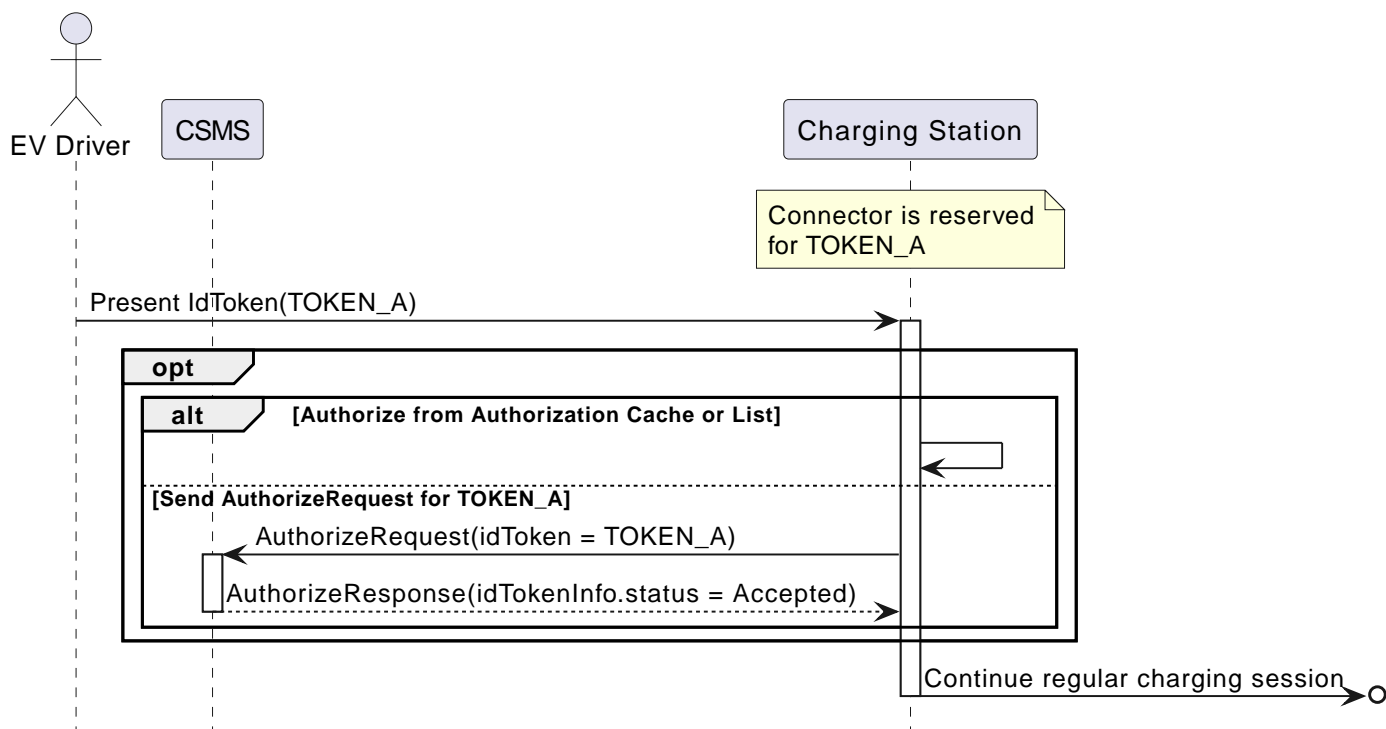 EV Driver
CSMS
Charging Station
Connector is reserved
for TOKEN_A
Present IdToken(TOKEN_A)
opt
alt
[Authorize from Authorization Cache or List]
[Send AuthorizeRequest for TOKEN_A]
AuthorizeRequest(idToken = TOKEN_A)
AuthorizeResponse(idTokenInfo.status = Accepted)
Continue regular charging session